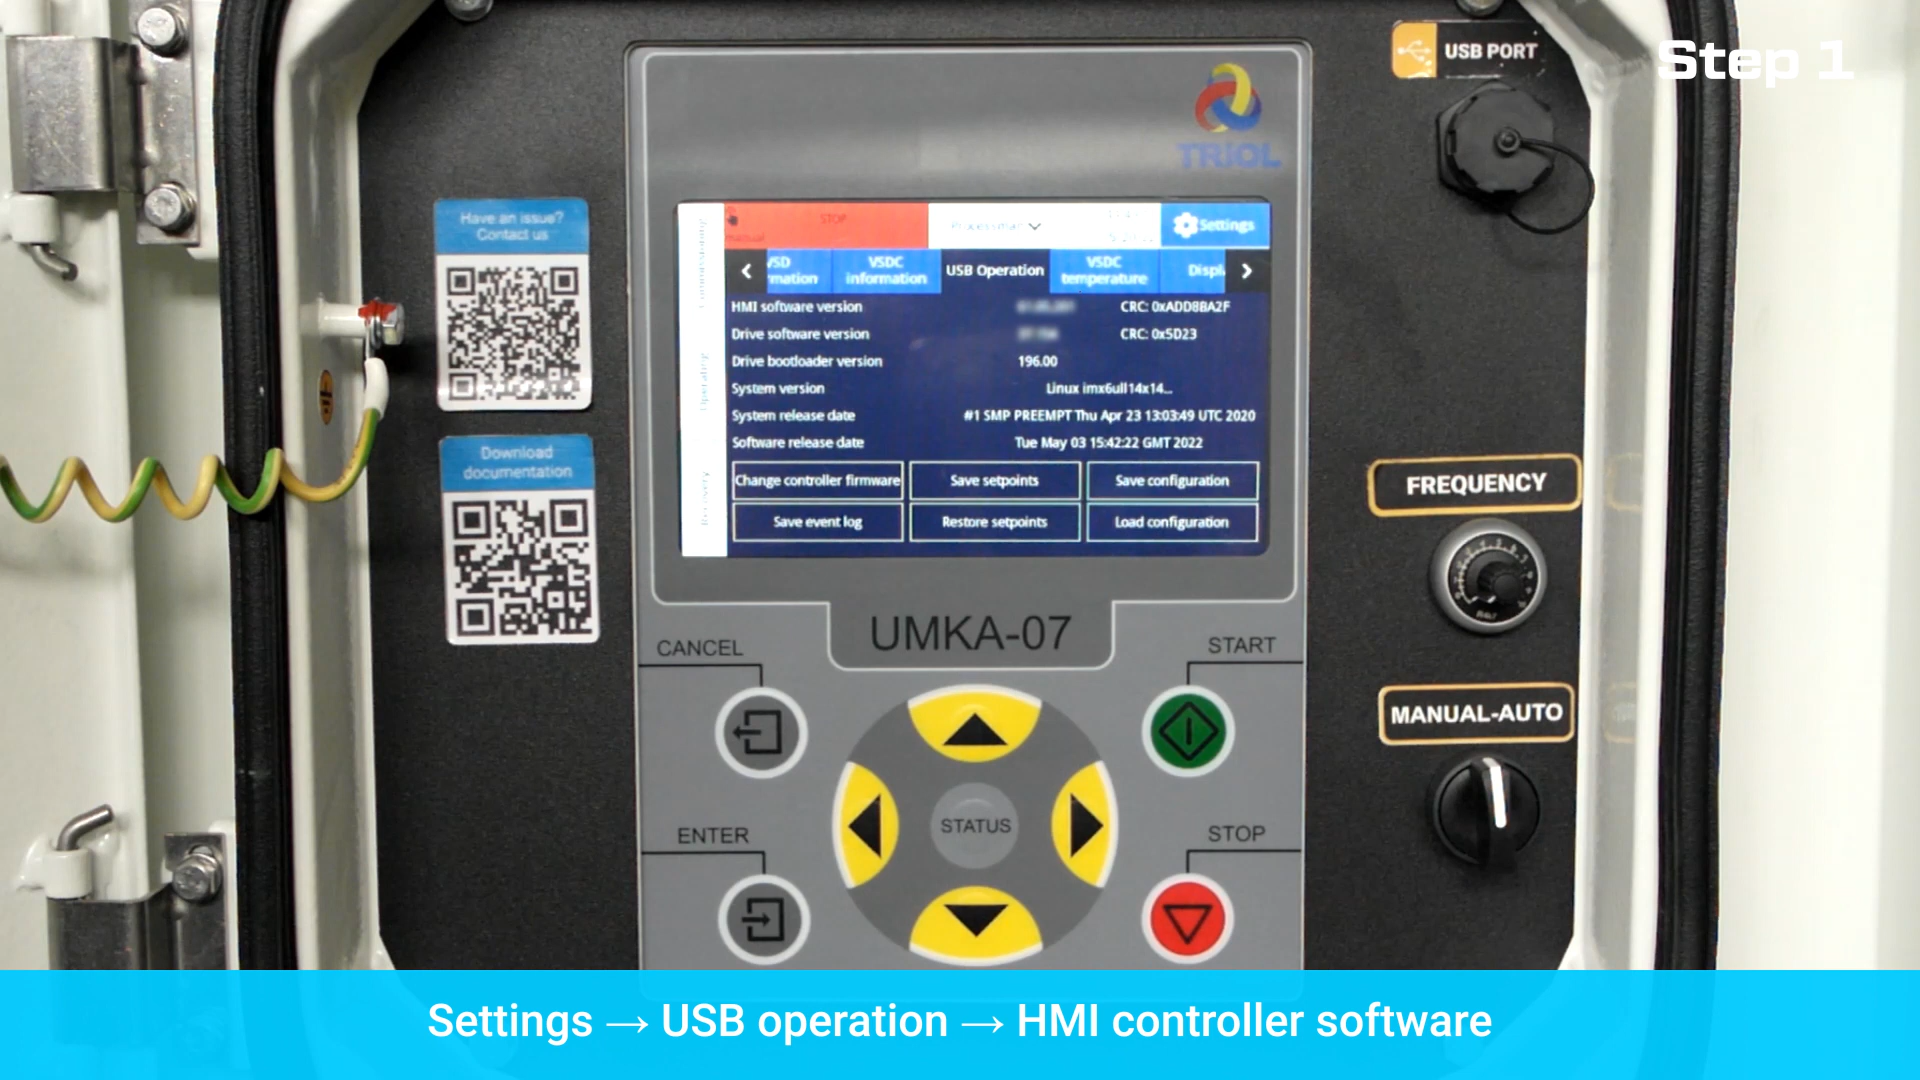 Step 1
USB PORT
TRIOL
Have an issue?
Contact us
Download
documentation
STOP
Settings
VSDC
information
USB Operation
VSDC
temperature
HMI software version
CRC: 0xADD8BA2F
Drive software version
CRC: 0x5D23
Drive bootloader version
196.00
System version
Linux imx6ull14x14...
System release date
#1 SMP PREEMPT Thu Apr 23 13:03:49 UTC 2020
Software release date
Tue May 03 15:42:22 GMT 2022
Change controller firmware
Save setpoints
Save configuration
Save event log
Restore setpoints
Load configuration
Operating
Recovery
FREQUENCY
MANUAL-AUTO
UMKA-07
CANCEL
START
STATUS
ENTER
STOP
Settings → USB operation → HMI controller software